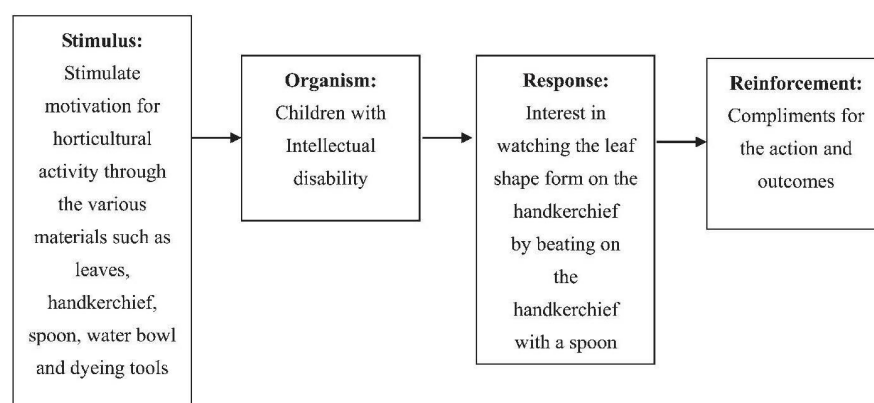 Stimulus:
Stimulate
motivation for
horticultural
activity through
the various
materials such as
leaves,
handkerchief,
spoon, water bowl
and dyeing tools
Organism:
Children with
Intellectual
disability
Response:
Interest in
watching the leaf
shape form on the
handkerchief
by beating on
the
handkerchief
with a spoon
Reinforcement:
Compliments for
the action and
outcomes